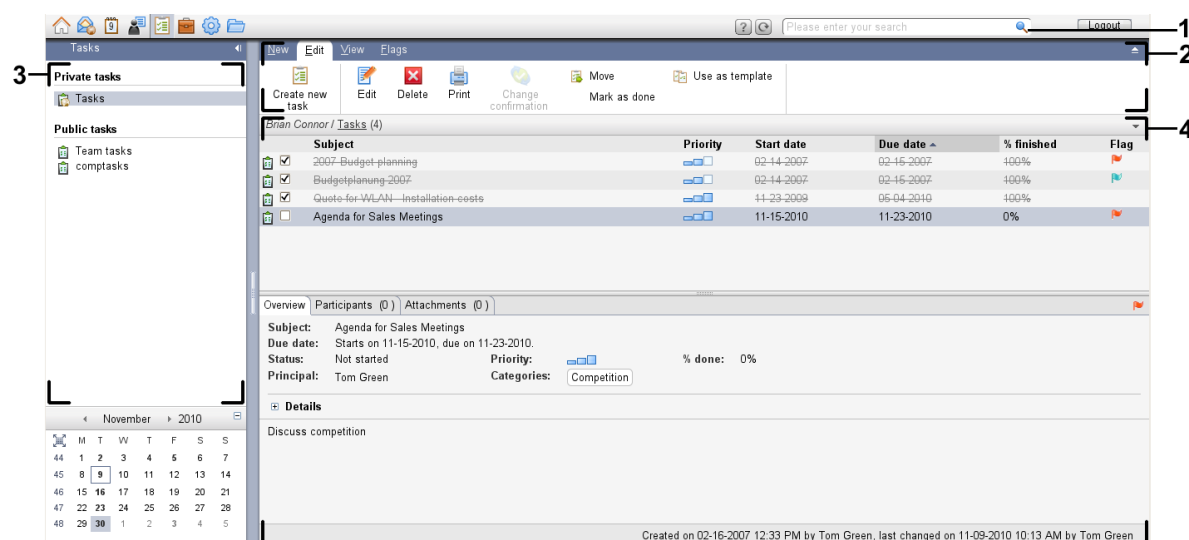 9 Please enter your search Logout 1
Tasks New Edit View Flags 2
3 Private tasks
Tasks
Public tasks
Team tasks
comptasks
Create new task Edit Delete Print Change confirmation Move Use as template
Mark as done
Brian Connor / Tasks (4) 4
Subject Priority Start date Due date % finished Flag
2007 Budget planning 02-14-2007 02-15-2007 100%
Budgetplanung 2007 02-14-2007 02-15-2007 100%
Quote for WLAN - Installation costs 11-23-2009 05-04-2010 100%
Agenda for Sales Meetings 11-15-2010 11-23-2010 0%
Overview Participants (0) Attachments (0)
Subject: Agenda for Sales Meetings
Due date: Starts on 11-15-2010, due on 11-23-2010.
Status: Not started Priority: % done: 0%
Principal: Tom Green Categories: Competition
Details
Discuss competition
November 2010
M T W T F S S
44 1 2 3 4 5 6 7
45 8 9 10 11 12 13 14
46 15 16 17 18 19 20 21
47 22 23 24 25 26 27 28
48 29 30 1 2 3 4 5
Created on 02-16-2007 12:33 PM by Tom Green, last changed on 11-09-2010 10:13 AM by Tom Green